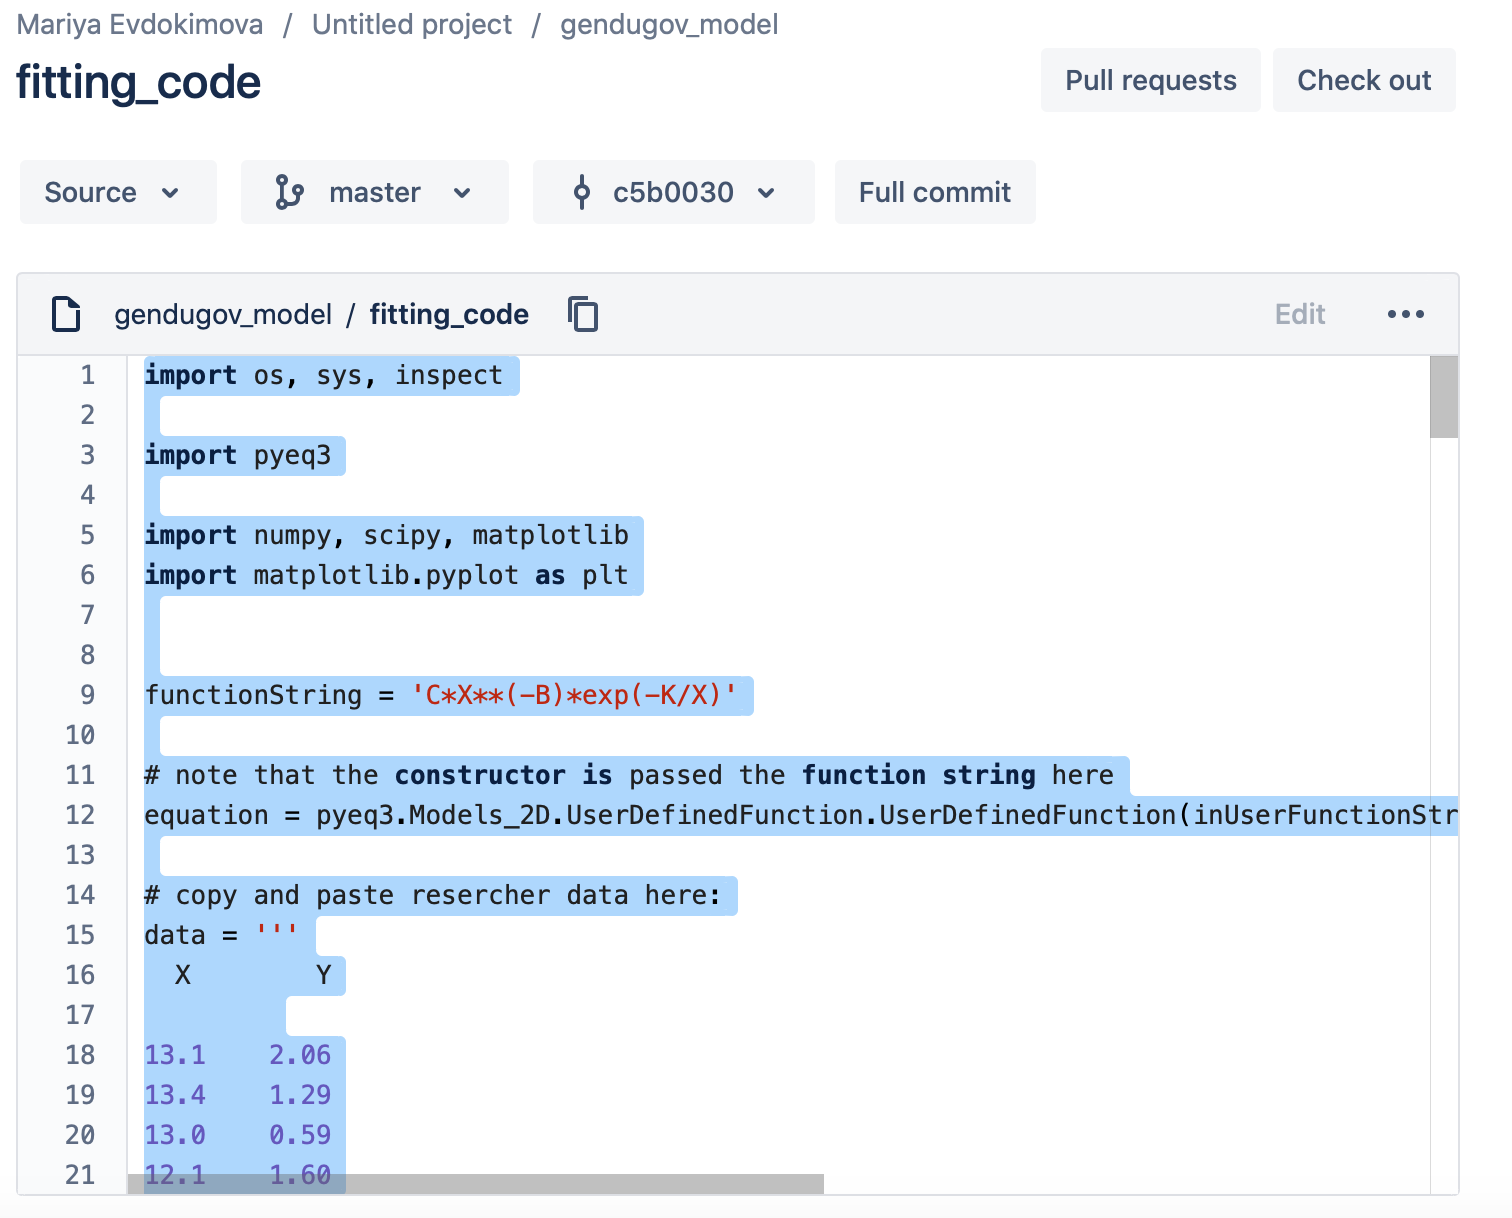 Mariya Evdokimova / Untitled project / gendugov_model
fitting_code
Pull requests
Check out
Source
master
c5b0030
Full commit
gendugov_model / fitting_code
Edit
1 import os, sys, inspect
2
3 import pyeq3
4
5 import numpy, scipy, matplotlib
6 import matplotlib.pyplot as plt
7
8
9 functionString = 'C*X**(-B)*exp(-K/X)'
10
11 # note that the constructor is passed the function string here
12 equation = pyeq3.Models_2D.UserDefinedFunction.UserDefinedFunction(inUserFunctionStr
13
14 # copy and paste resercher data here:
15 data = '''
16 X Y
17
18 13.1 2.06
19 13.4 1.29
20 13.0 0.59
21 12.1 1.60